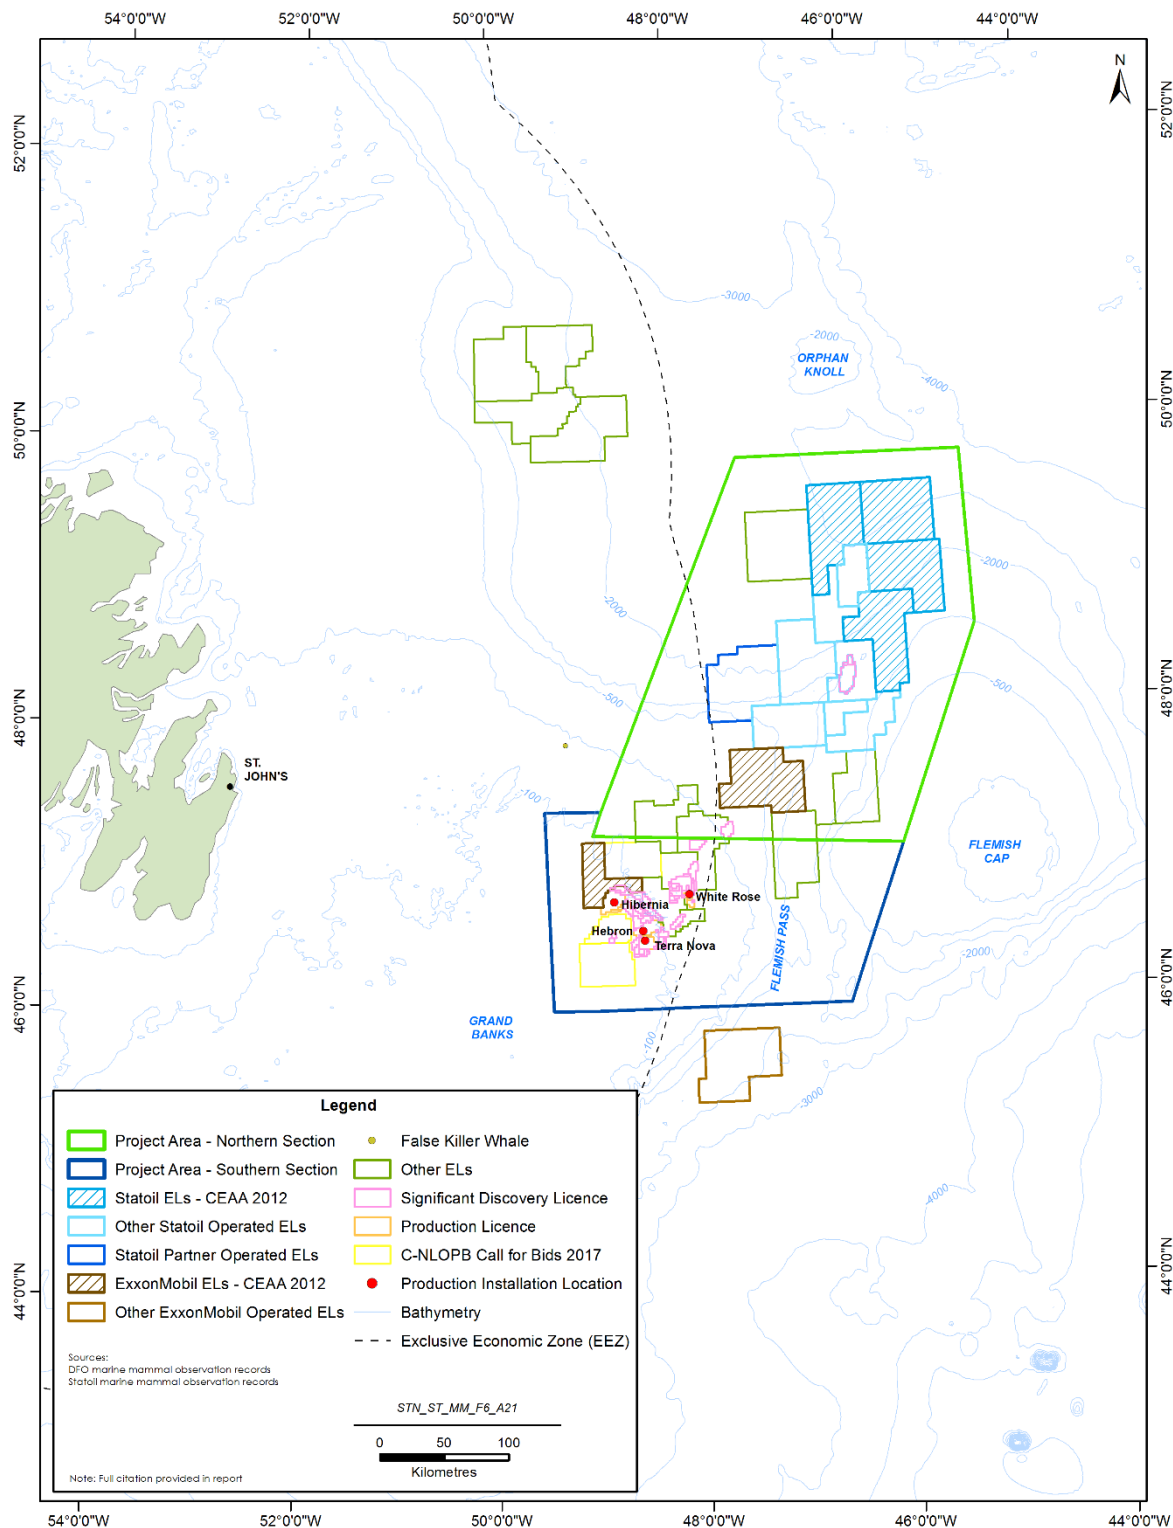 54°0'0"W 52°0'0"W 50°0'0"W 48°0'0"W 46°0'0"W 44°0'0"W
N
52°0'0"N
52°0'0"N
-3000
-2000
ORPHAN
KNOLL
-4000
50°0'0"N
50°0'0"N
-2000
-2000
-500
-500
48°0'0"N
48°0'0"N
ST.
JOHN'S
-100
FLEMISH
CAP
White Rose
Hibernia
Hebron
Terra Nova
FLEMISH PASS
-2000
46°0'0"N
46°0'0"N
GRAND
BANKS
-100
-3000
-4000
44°0'0"N
44°0'0"N
Legend
Project Area - Northern Section
Project Area - Southern Section
Statoil ELs - CEAA 2012
Other Statoil Operated ELs
Statoil Partner Operated ELs
ExxonMobil ELs - CEAA 2012
Other ExxonMobil Operated ELs
False Killer Whale
Other ELs
Significant Discovery Licence
Production Licence
C-NLOPB Call for Bids 2017
Production Installation Location
Bathymetry
Exclusive Economic Zone (EEZ)
Sources:
DFO marine mammal observation records
Statoil marine mammal observation records
STN_ST_MM_F6_A21
0 50 100
Kilometres
Note: Full citation provided in report
54°0'0"W 52°0'0"W 50°0'0"W 48°0'0"W 46°0'0"W 44°0'0"W